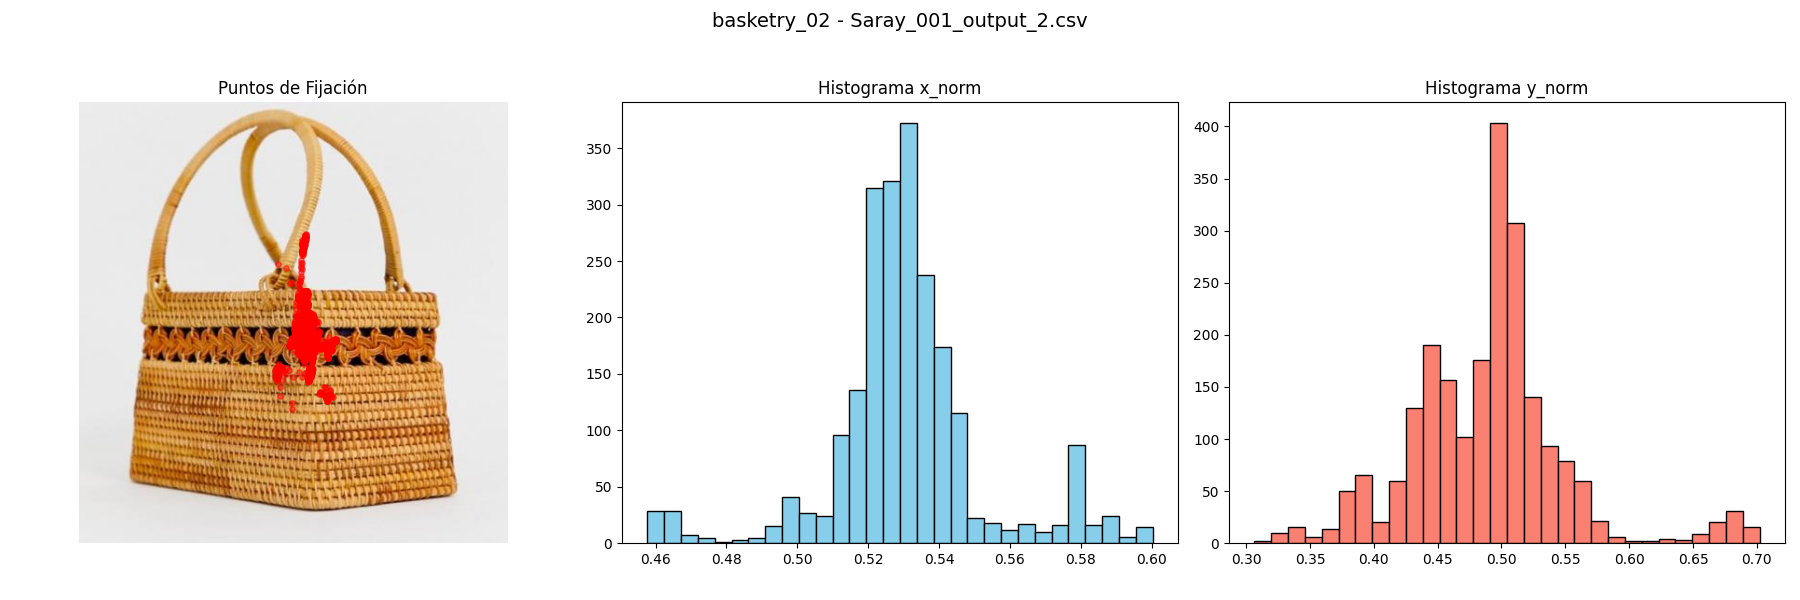 basketry_02 - Saray_001_output_2.csv
Puntos de Fijación
Histograma x_norm
Histograma y_norm
350
300
250
200
150
100
50
0
0.46 0.48 0.50 0.52 0.54 0.56 0.58 0.60
400
350
300
250
200
150
100
50
0
0.30 0.35 0.40 0.45 0.50 0.55 0.60 0.65 0.70